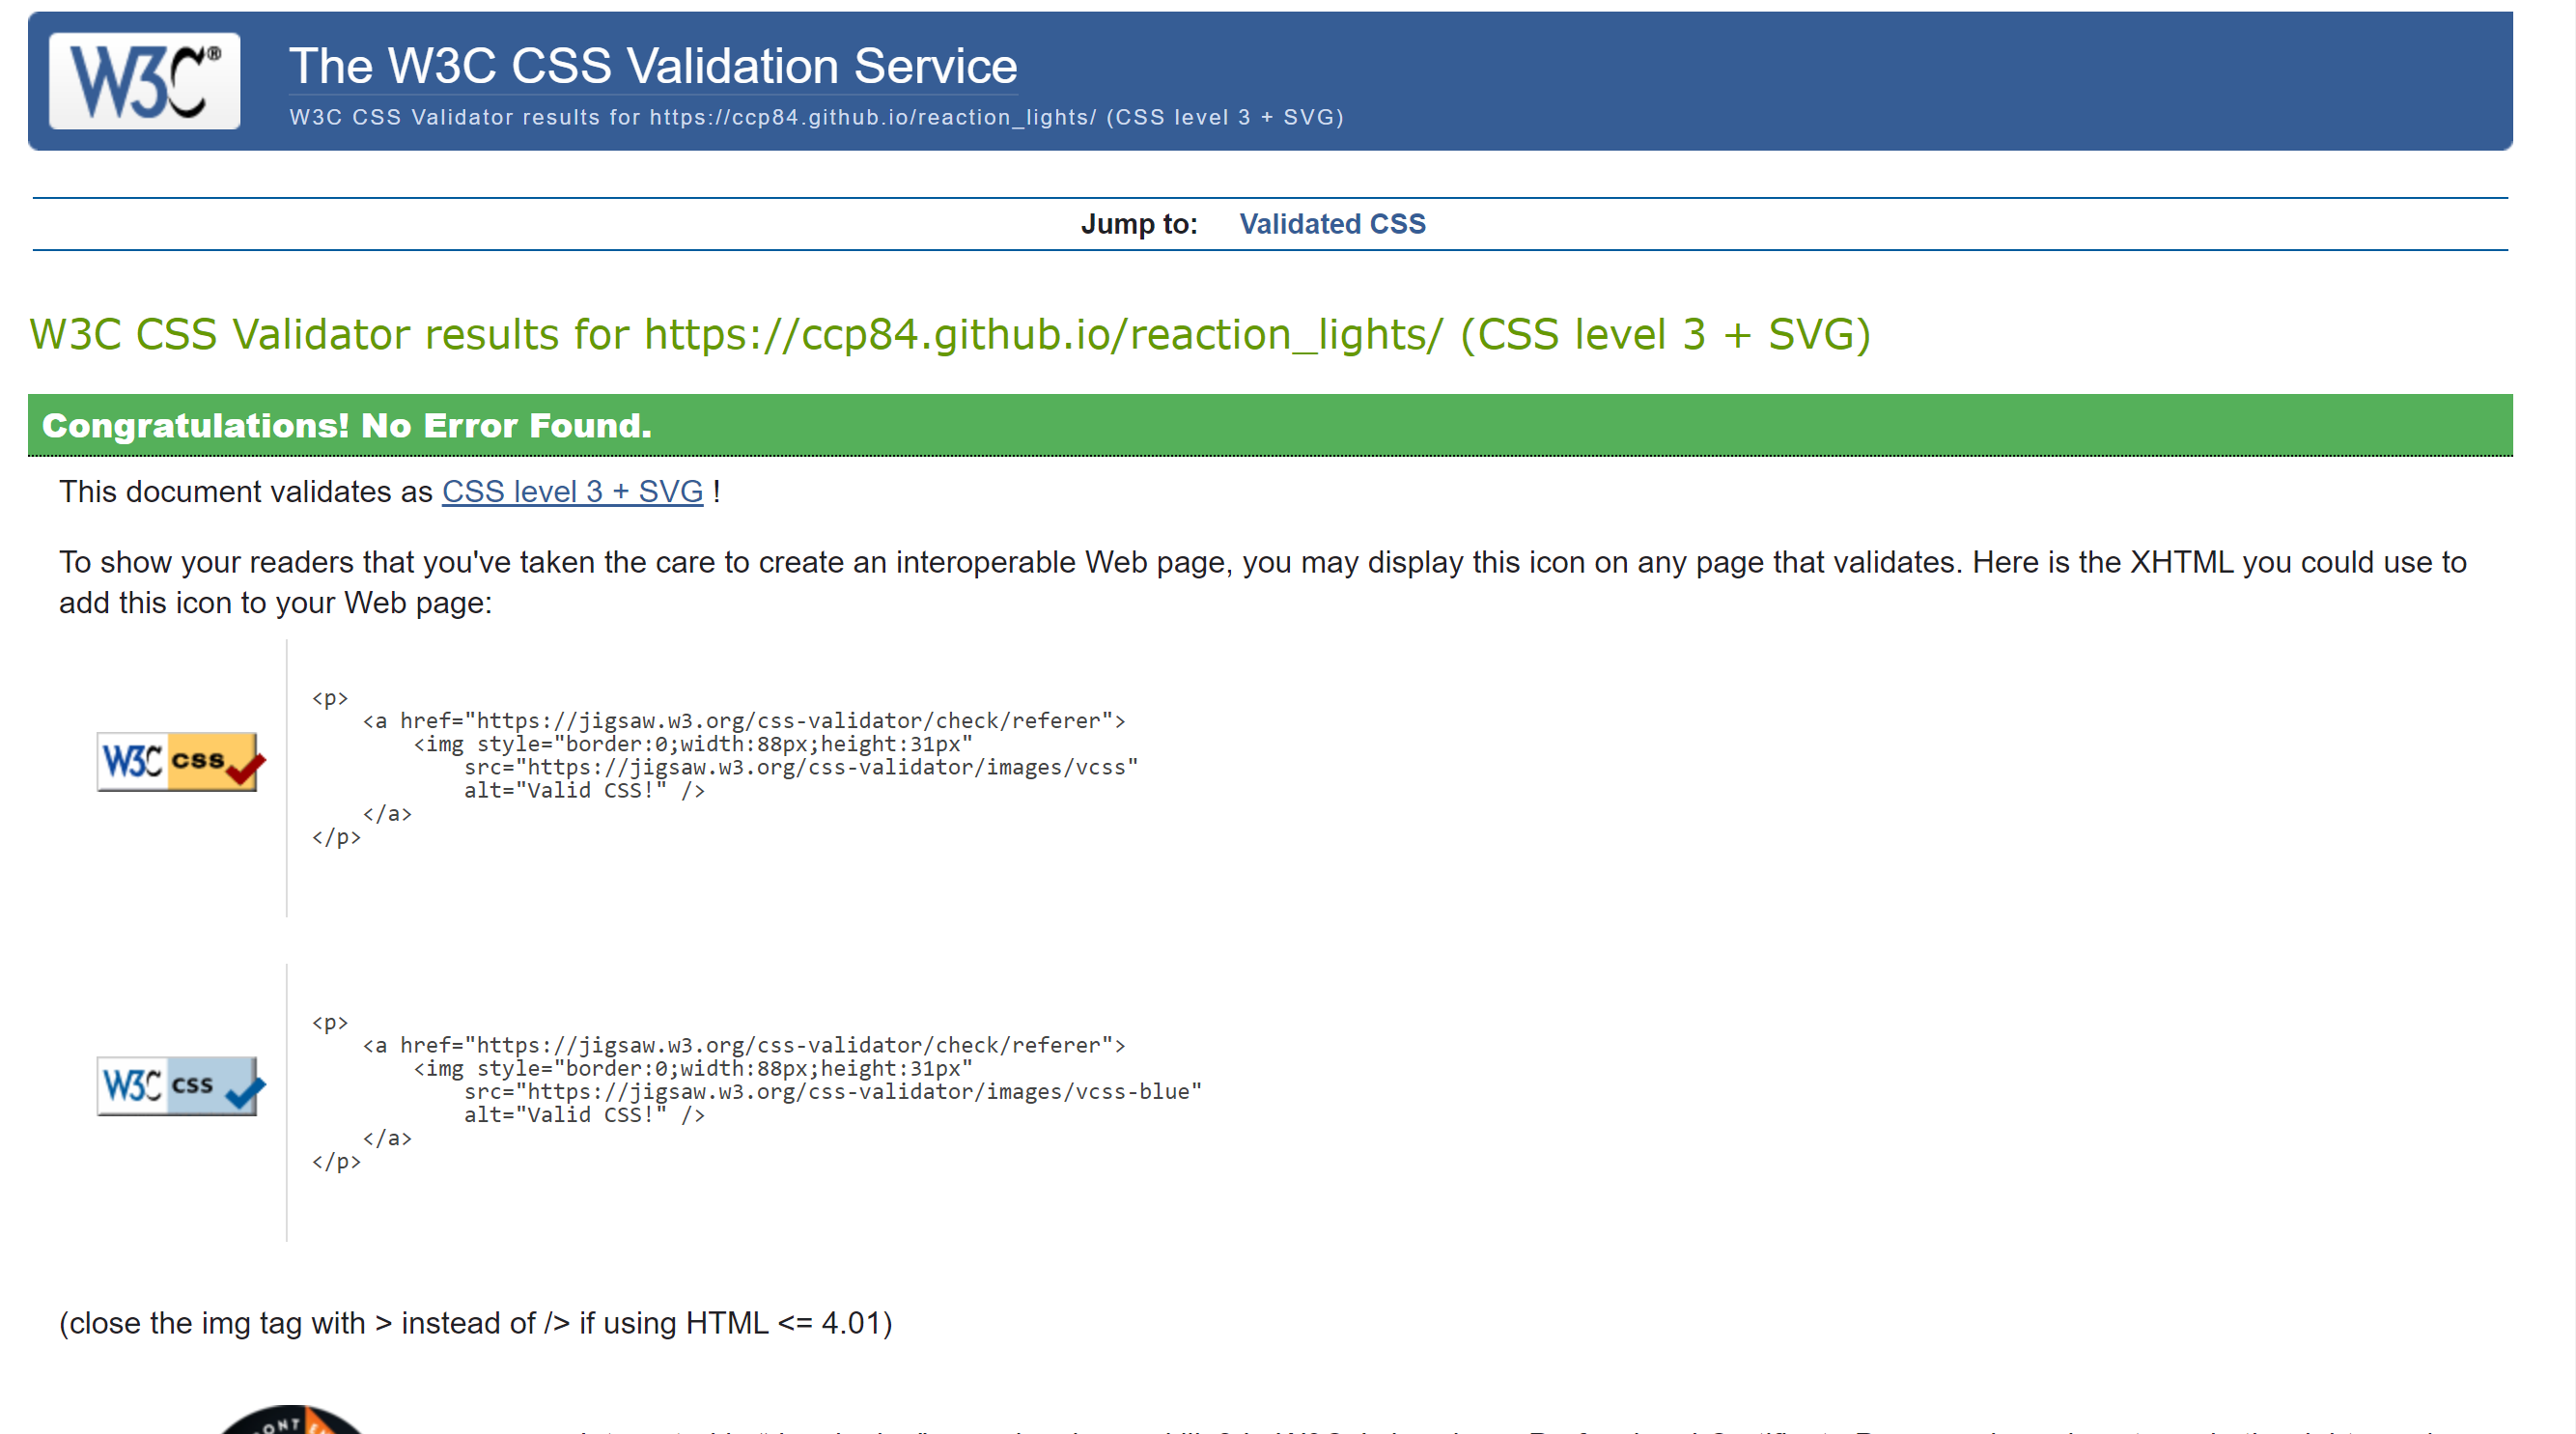 W3C®
The W3C CSS Validation Service
W3C CSS Validator results for https://ccp84.github.io/reaction_lights/ (CSS level 3 + SVG)
Jump to: Validated CSS
W3C CSS Validator results for https://ccp84.github.io/reaction_lights/ (CSS level 3 + SVG)
Congratulations! No Error Found.
This document validates as CSS level 3 + SVG !
To show your readers that you've taken the care to create an interoperable Web page, you may display this icon on any page that validates. Here is the XHTML you could use to
add this icon to your Web page:
W3C css
<p>
    <a href="https://jigsaw.w3.org/css-validator/check/referer">
        <img style="border:0;width:88px;height:31px"
            src="https://jigsaw.w3.org/css-validator/images/vcss"
            alt="Valid CSS!" />
    </a>
</p>
W3C css
<p>
    <a href="https://jigsaw.w3.org/css-validator/check/referer">
        <img style="border:0;width:88px;height:31px"
            src="https://jigsaw.w3.org/css-validator/images/vcss-blue"
            alt="Valid CSS!" />
    </a>
</p>
(close the img tag with > instead of /> if using HTML <= 4.01)